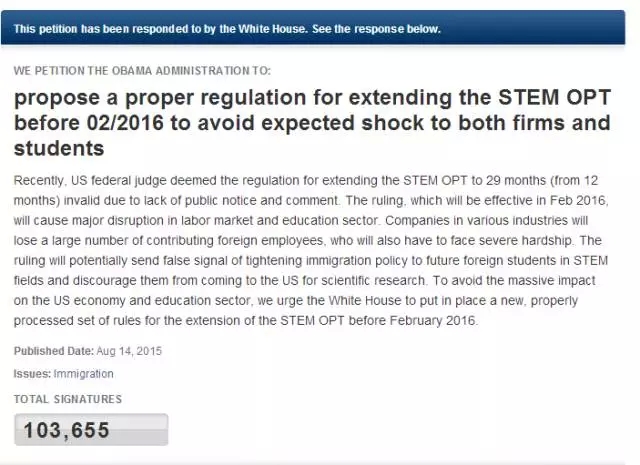 This petition has been responded to by the White House. See the response below.
WE PETITION THE OBAMA ADMINISTRATION TO:
propose a proper regulation for extending the STEM OPT
before 02/2016 to avoid expected shock to both firms and
students
Recently, US federal judge deemed the regulation for extending the STEM OPT to 29 months (from 12
months) invalid due to lack of public notice and comment. The ruling, which will be effective in Feb 2016,
will cause major disruption in labor market and education sector. Companies in various industries will
lose a large number of contributing foreign employees, who will also have to face severe hardship. The
ruling will potentially send false signal of tightening immigration policy to future foreign students in STEM
fields and discourage them from coming to the US for scientific research. To avoid the massive impact
on the US economy and education sector, we urge the White House to put in place a new, properly
processed set of rules for the extension of the STEM OPT before February 2016.
Published Date: Aug 14, 2015
Issues: Immigration
TOTAL SIGNATURES
103,655